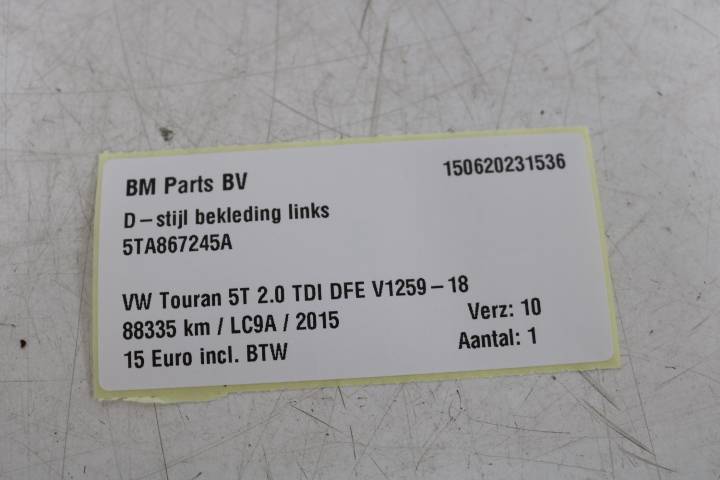 BM Parts BV
150620231536
D-stijl bekleding links
5TA867245A
VW Touran 5T 2.0 TDI DFE V1259-18
88335 km / LC9A / 2015
Verz: 10
15 Euro incl. BTW
Aantal: 1